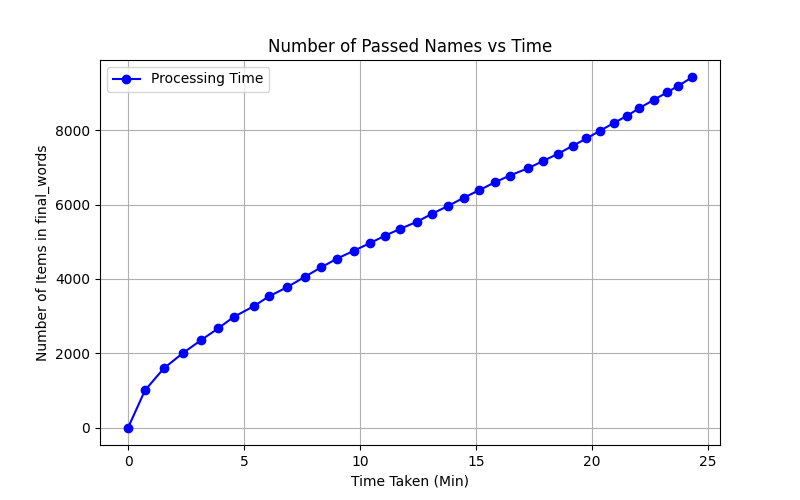 Number of Passed Names vs Time
Processing Time
Number of Items in final_words
8000
6000
4000
2000
0
0 5 10 15 20 25
Time Taken (Min)